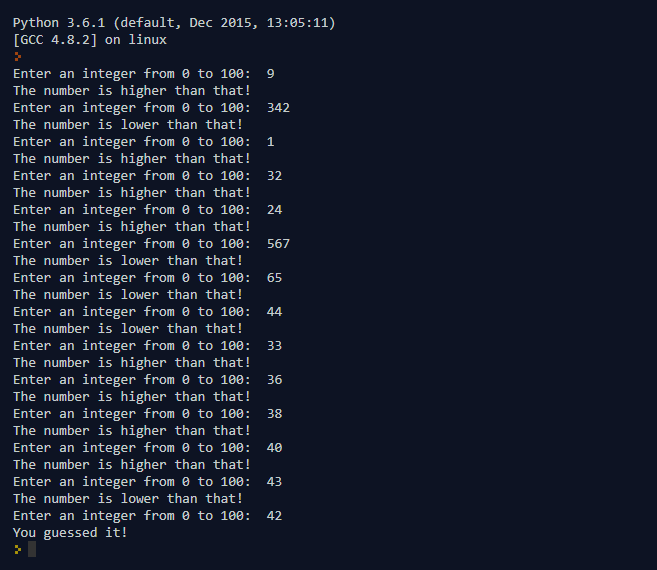 Python 3.6.1 (default, Dec 2015, 13:05:11)
[GCC 4.8.2] on linux
Enter an integer from 0 to 100:  9
The number is higher than that!
Enter an integer from 0 to 100:  342
The number is lower than that!
Enter an integer from 0 to 100:  1
The number is higher than that!
Enter an integer from 0 to 100:  32
The number is higher than that!
Enter an integer from 0 to 100:  24
The number is higher than that!
Enter an integer from 0 to 100:  567
The number is lower than that!
Enter an integer from 0 to 100:  65
The number is lower than that!
Enter an integer from 0 to 100:  44
The number is lower than that!
Enter an integer from 0 to 100:  33
The number is higher than that!
Enter an integer from 0 to 100:  36
The number is higher than that!
Enter an integer from 0 to 100:  38
The number is higher than that!
Enter an integer from 0 to 100:  40
The number is higher than that!
Enter an integer from 0 to 100:  43
The number is lower than that!
Enter an integer from 0 to 100:  42
You guessed it!